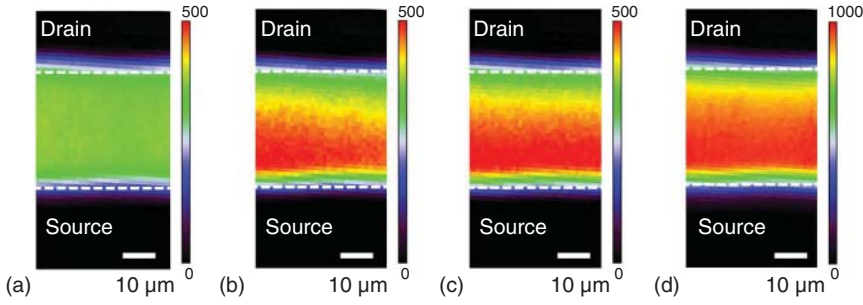 500
Drain
Source
0
(a) 10 µm
500
Drain
Source
0
(b) 10 µm
500
Drain
Source
0
(c) 10 µm
1000
Drain
Source
0
(d) 10 µm